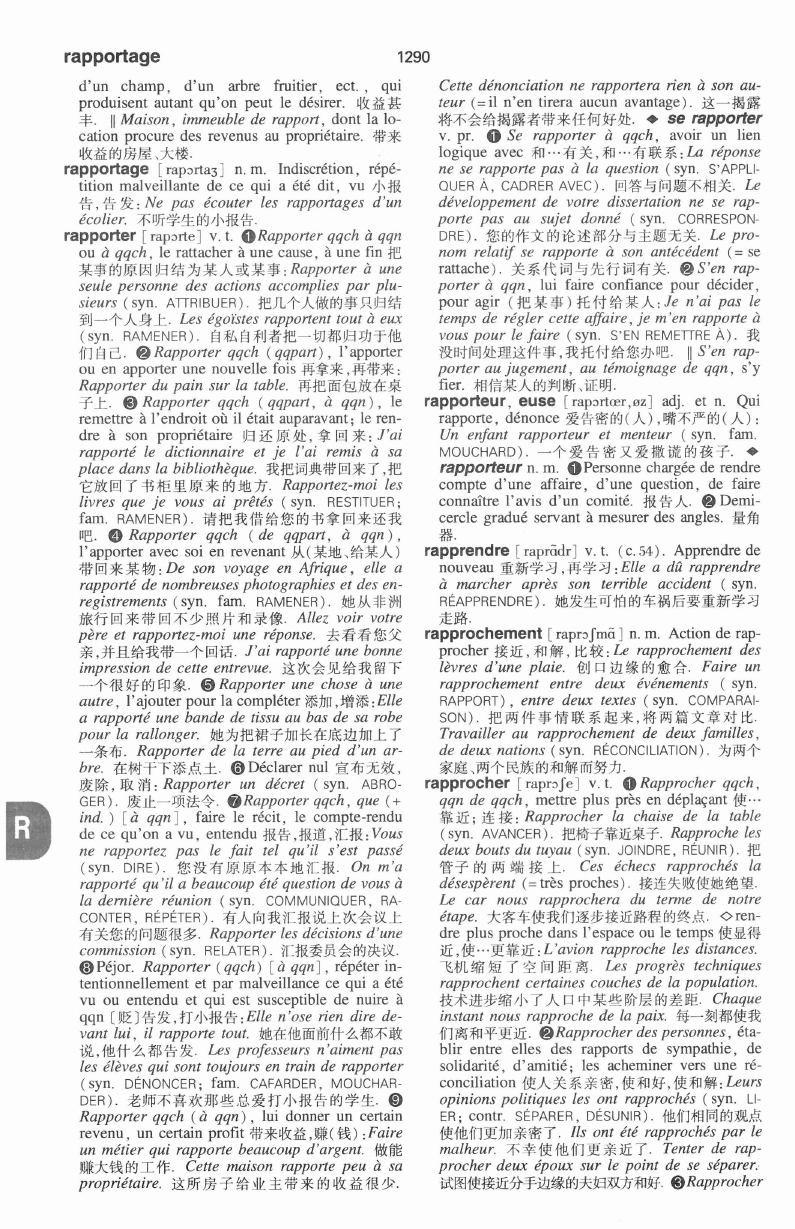 rapportage
1290
d'un champ, d'un arbre fruitier, ect., qui
produisent autant qu'on peut le désirer. 收益甚
丰. ‖ Maison, immeuble de rapport, dont la lo-
cation procure des revenus au propriétaire. 带来
收益的房屋、大楼.
rapportage [rapɔrtaʒ] n. m. Indiscrétion, répé-
tition malveillante de ce qui a été dit, vu 小报
告,告发: Ne pas écouter les rapportages d'un
écolier. 不听学生的小报告.
rapporter [rapɔrte] v. t. ❶ Rapporter qqch à qqn
ou à qqch, le rattacher à une cause, à une fin 把
某事的原因归结为某人或某事: Rapporter à une
seule personne des actions accomplies par plu-
sieurs (syn. ATTRIBUER). 把几个人做的事只归结
到一个人身上. Les égoïstes rapportent tout à eux
(syn. RAMENER). 自私自利者把一切都归功于他
们自己. ❷ Rapporter qqch (qqpart), l'apporter
ou en apporter une nouvelle fois 再拿来,再带来:
Rapporter du pain sur la table. 再把面包放在桌
子上. ❸ Rapporter qqch (qqpart, à qqn), le
remettre à l'endroit où il était auparavant; le ren-
dre à son propriétaire 归还原处,拿回来: J'ai
rapporté le dictionnaire et je l'ai remis à sa
place dans la bibliothèque. 我把词典带回来了,把
它放回了书柜里原来的地方. Rapportez-moi les
livres que je vous ai prêtés (syn. RESTITUER;
fam. RAMENER). 请把我借给您的书拿回来还我
吧. ❹ Rapporter qqch (de qqpart, à qqn),
l'apporter avec soi en revenant 从(某地、给某人)
带回来某物: De son voyage en Afrique, elle a
rapporté de nombreuses photographies et des en-
registrements (syn. fam. RAMENER). 她从非洲
旅行回来带回不少照片和录像. Allez voir votre
père et rapportez-moi une réponse. 去看看您父
亲,并且给我带一个回话. J'ai rapporté une bonne
impression de cette entrevue. 这次会见给我留下
一个很好的印象. ❺ Rapporter une chose à une
autre, l'ajouter pour la compléter 添加,增添: Elle
a rapporté une bande de tissu au bas de sa robe
pour la rallonger. 她为把裙子加长在底边加上了
一条布. Rapporter de la terre au pied d'un ar-
bre. 在树干下添点土. ❻ Déclarer nul 宣布无效,
废除,取消: Rapporter un décret (syn. ABRO-
GER). 废止一项法令. ❼ Rapporter qqch, que (+
ind.) [à qqn], faire le récit, le compte-rendu
de ce qu'on a vu, entendu 报告,报道,汇报: Vous
ne rapportez pas le fait tel qu'il s'est passé
(syn. DIRE). 您没有原原本本地汇报. On m'a
rapporté qu'il a beaucoup été question de vous à
la dernière réunion (syn. COMMUNIQUER, RA-
CONTER, RÉPÉTER). 有人向我汇报说上次会议上
有关您的问题很多. Rapporter les décisions d'une
commission (syn. RELATER). 汇报委员会的决议.
❽ Péjor. Rapporter (qqch) [à qqn], répéter in-
tentionnellement et par malveillance ce qui a été
vu ou entendu et qui est susceptible de nuire à
qqn [贬]告发,打小报告: Elle n'ose rien dire de-
vant lui, il rapporte tout. 她在他面前什么都不敢
说,他什么都告发. Les professeurs n'aiment pas
les élèves qui sont toujours en train de rapporter
(syn. DÉNONCER; fam. CAFARDER, MOUCHAR-
DER). 老师不喜欢那些总爱打小报告的学生. ❾
Rapporter qqch (à qqn), lui donner un certain
revenu, un certain profit 带来收益,赚(钱): Faire
un métier qui rapporte beaucoup d'argent. 做能
赚大钱的工作. Cette maison rapporte peu à sa
propriétaire. 这所房子给业主带来的收益很少.
Cette dénonciation ne rapportera rien à son au-
teur (= il n'en tirera aucun avantage). 这一揭露
将不会给揭露者带来任何好处. ◆ se rapporter
v. pr. ❶ Se rapporter à qqch, avoir un lien
logique avec 和…有关,和…有联系: La réponse
ne se rapporte pas à la question (syn. S'APPLI-
QUER À, CADRER AVEC). 回答与问题不相关. Le
développement de votre dissertation ne se rap-
porte pas au sujet donné (syn. CORRESPON-
DRE). 您的作文的论述部分与主题无关. Le pro-
nom relatif se rapporte à son antécédent (= se
rattache). 关系代词与先行词有关. ❷ S'en rap-
porter à qqn, lui faire confiance pour décider,
pour agir (把某事)托付给某人: Je n'ai pas le
temps de régler cette affaire, je m'en rapporte à
vous pour le faire (syn. S'EN REMETTRE À). 我
没时间处理这件事,我托付给您办吧. ‖ S'en rap-
porter au jugement, au témoignage de qqn, s'y
fier. 相信某人的判断、证明.
rapporteur, euse [rapɔrtœr,øz] adj. et n. Qui
rapporte, dénonce 爱告密的(人),嘴不严的(人):
Un enfant rapporteur et menteur (syn. fam.
MOUCHARD). 一个爱告密又爱撒谎的孩子. ◆
rapporteur n. m. ❶ Personne chargée de rendre
compte d'une affaire, d'une question, de faire
connaître l'avis d'un comité. 报告人. ❷ Demi-
cercle gradué servant à mesurer des angles. 量角
器.
rapprendre [raprɑ̃dr] v. t. (c. 54). Apprendre de
nouveau 重新学习,再学习: Elle a dû rapprendre
à marcher après son terrible accident (syn.
RÉAPPRENDRE). 她发生可怕的车祸后要重新学习
走路.
rapprochement [raprɔʃmɑ̃] n. m. Action de rap-
procher 接近,和解,比较: Le rapprochement des
lèvres d'une plaie. 创口边缘的愈合. Faire un
rapprochement entre deux événements (syn.
RAPPORT), entre deux textes (syn. COMPARAI-
SON). 把两件事情联系起来,将两篇文章对比.
Travailler au rapprochement de deux familles,
de deux nations (syn. RÉCONCILIATION). 为两个
家庭、两个民族的和解而努力.
rapprocher [raprɔʃe] v. t. ❶ Rapprocher qqch,
qqn de qqch, mettre plus près en déplaçant 使…
靠近; 连接: Rapprocher la chaise de la table
(syn. AVANCER). 把椅子靠近桌子. Rapproche les
deux bouts du tuyau (syn. JOINDRE, RÉUNIR). 把
管子的两端接上. Ces échecs rapprochés la
désespèrent (= très proches). 接连失败使她绝望.
Le car nous rapprochera du terme de notre
étape. 大客车使我们逐步接近路程的终点. ◇ ren-
dre plus proche dans l'espace ou le temps 使显得
近,使…更靠近: L'avion rapproche les distances.
飞机缩短了空间距离. Les progrès techniques
rapprochent certaines couches de la population.
技术进步缩小了人口中某些阶层的差距. Chaque
instant nous rapproche de la paix. 每一刻都使我
们离和平更近. ❷ Rapprocher des personnes, éta-
blir entre elles des rapports de sympathie, de
solidarité, d'amitié; les acheminer vers une ré-
conciliation 使人关系亲密,使和好,使和解: Leurs
opinions politiques les ont rapprochés (syn. LI-
ER; contr. SÉPARER, DÉSUNIR). 他们相同的观点
使他们更加亲密了. Ils ont été rapprochés par le
malheur. 不幸使他们更亲近了. Tenter de rap-
procher deux époux sur le point de se séparer.
试图使接近分手边缘的夫妇双方和好. ❸ Rapprocher
R